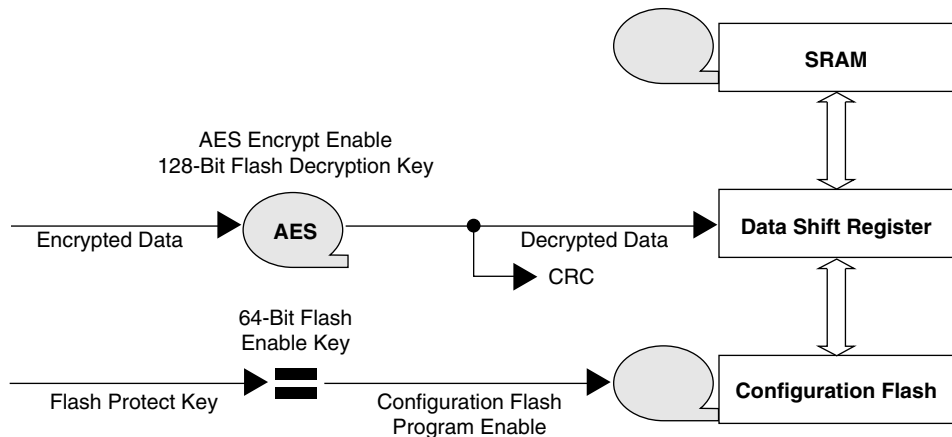 SRAM
AES Encrypt Enable
128-Bit Flash Decryption Key
AES
Encrypted Data
Decrypted Data
Data Shift Register
CRC
64-Bit Flash
Enable Key
Flash Protect Key
Configuration Flash
Program Enable
Configuration Flash